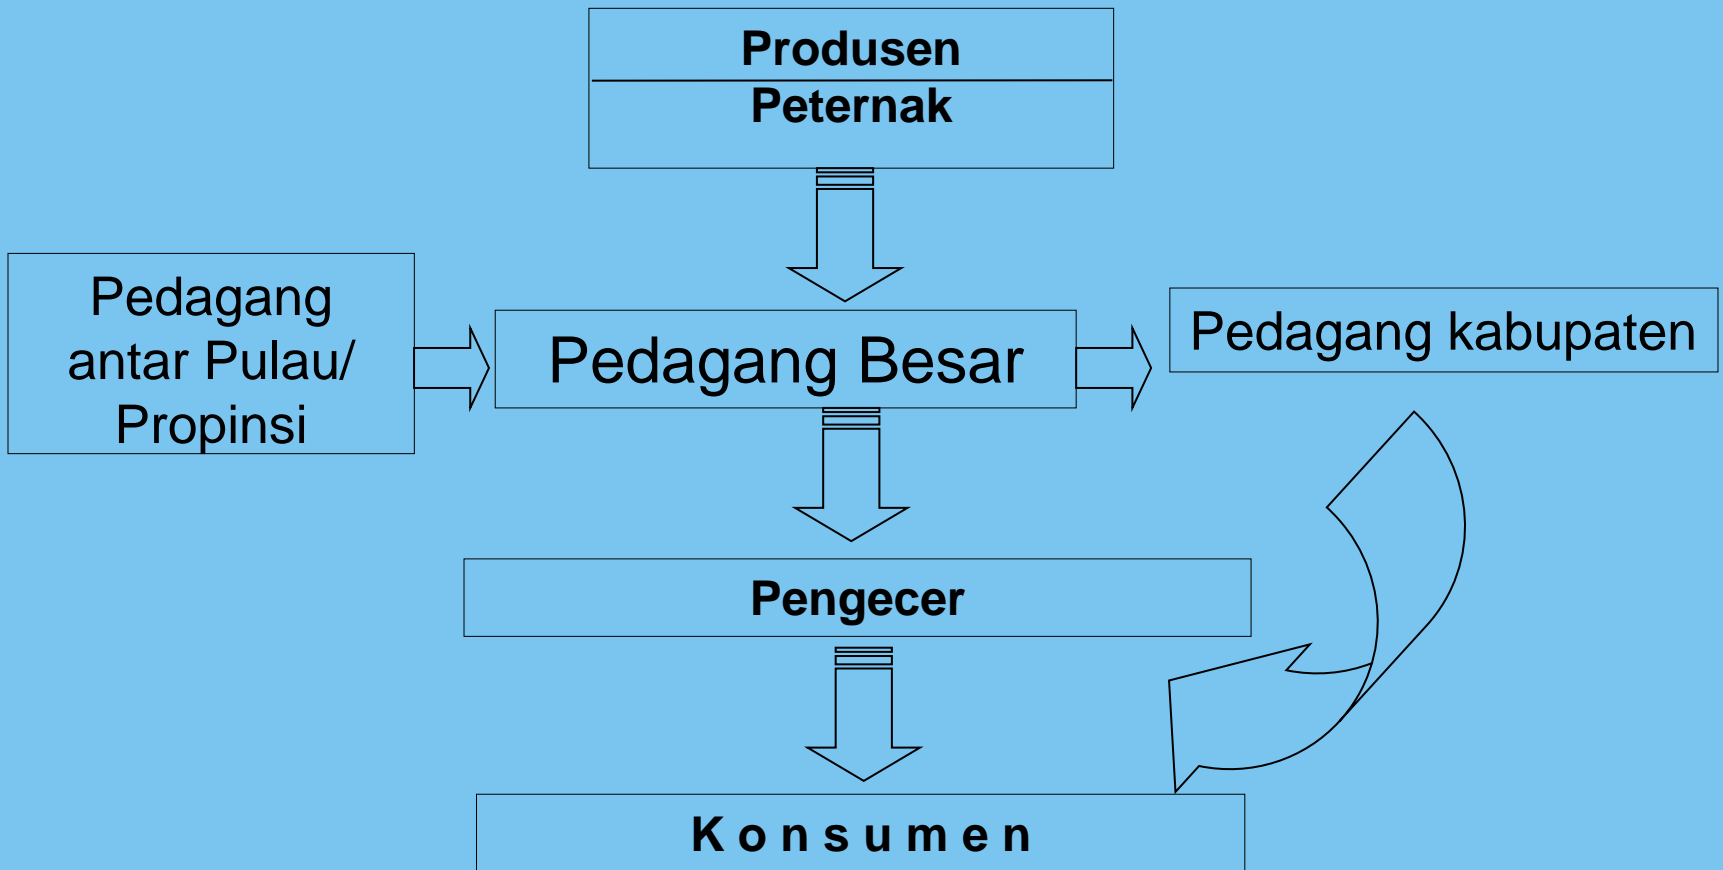 Produsen
Peternak
Pedagang
antar Pulau/
Propinsi
Pedagang Besar
Pedagang kabupaten
Pengecer
K o n s u m e n